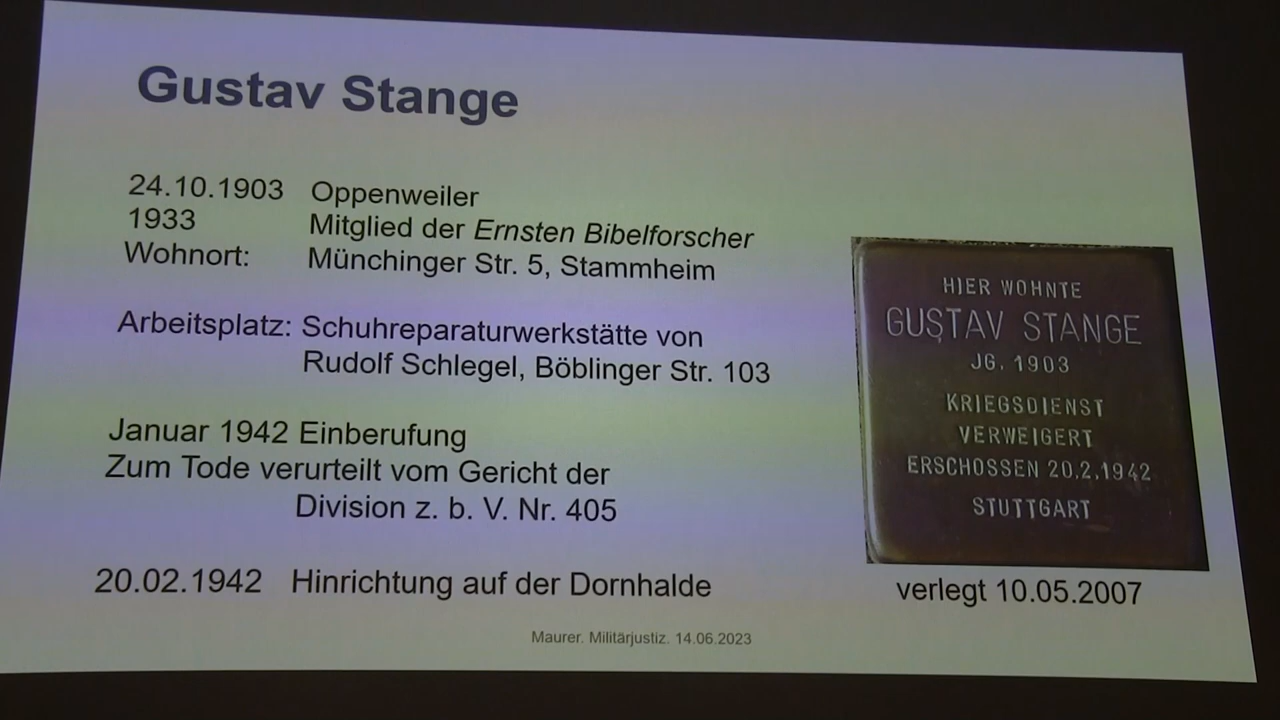 Gustav Stange
24.10.1903 Oppenweiler
1933 Mitglied der Ernsten Bibelforscher
Wohnort: Münchinger Str. 5, Stammheim
Arbeitsplatz: Schuhreparaturwerkstätte von
Rudolf Schlegel, Böblinger Str. 103
Januar 1942 Einberufung
Zum Tode verurteilt vom Gericht der
Division z. b. V. Nr. 405
20.02.1942 Hinrichtung auf der Dornhalde
HIER WOHNTE
GUSTAV STANGE
JG. 1903
KRIEGSDIENST
VERWEIGERT
ERSCHOSSEN 20.2.1942
STUTTGART
verlegt 10.05.2007
Maurer. Militärjustiz. 14.06.2023